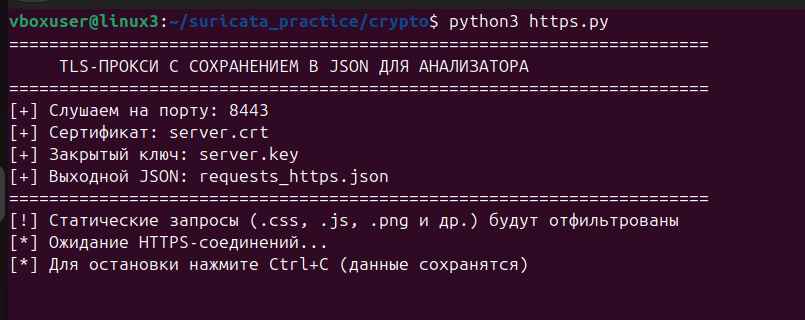 vboxuser@linux3:~/suricata_practice/crypto$ python3 https.py
======================================================================
TLS-ПРОКСИ С СОХРАНЕНИЕМ В JSON ДЛЯ АНАЛИЗАТОРА
======================================================================
[+] Слушаем на порту: 8443
[+] Сертификат: server.crt
[+] Закрытый ключ: server.key
[+] Выходной JSON: requests_https.json
======================================================================
[!] Статические запросы (.css, .js, .png и др.) будут отфильтрованы
[*] Ожидание HTTPS-соединений...
[*] Для остановки нажмите Ctrl+C (данные сохранятся)